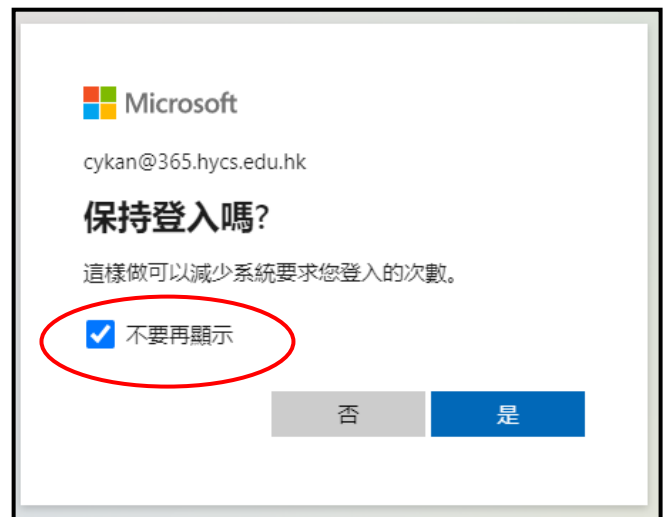 Microsoft
cykan@365.hycs.edu.hk
保持登入嗎?
這樣做可以減少系統要求您登入的次數。
不要再顯示
否 是